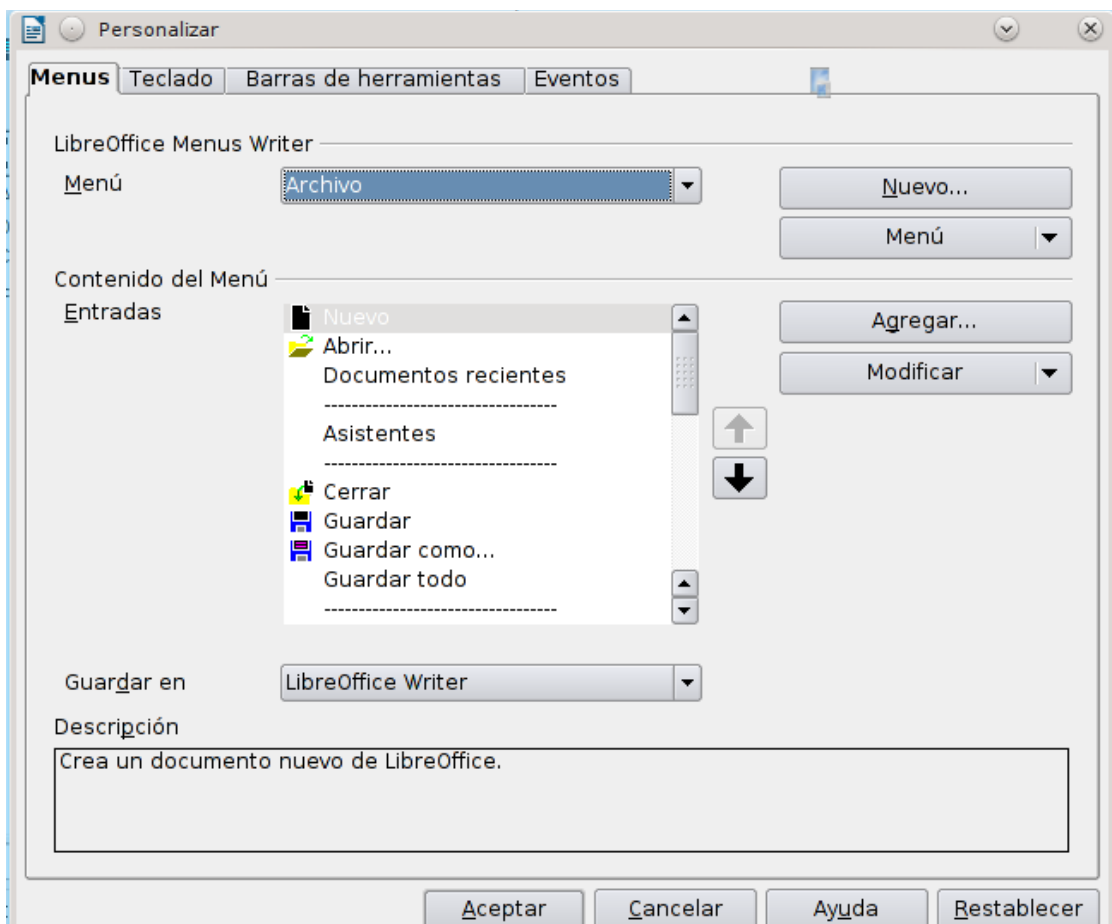 Personalizar
Menus Teclado Barras de herramientas Eventos
LibreOffice Menus Writer
Menú Archivo Nuevo...
Menú
Contenido del Menú
Entradas Nuevo Agregar...
Abrir...
Documentos recientes Modificar
---------------------------------
Asistentes
---------------------------------
Cerrar
Guardar
Guardar como...
Guardar todo
---------------------------------
Guardar en LibreOffice Writer
Descripción
Crea un documento nuevo de LibreOffice.
Aceptar Cancelar Ayuda Restablecer